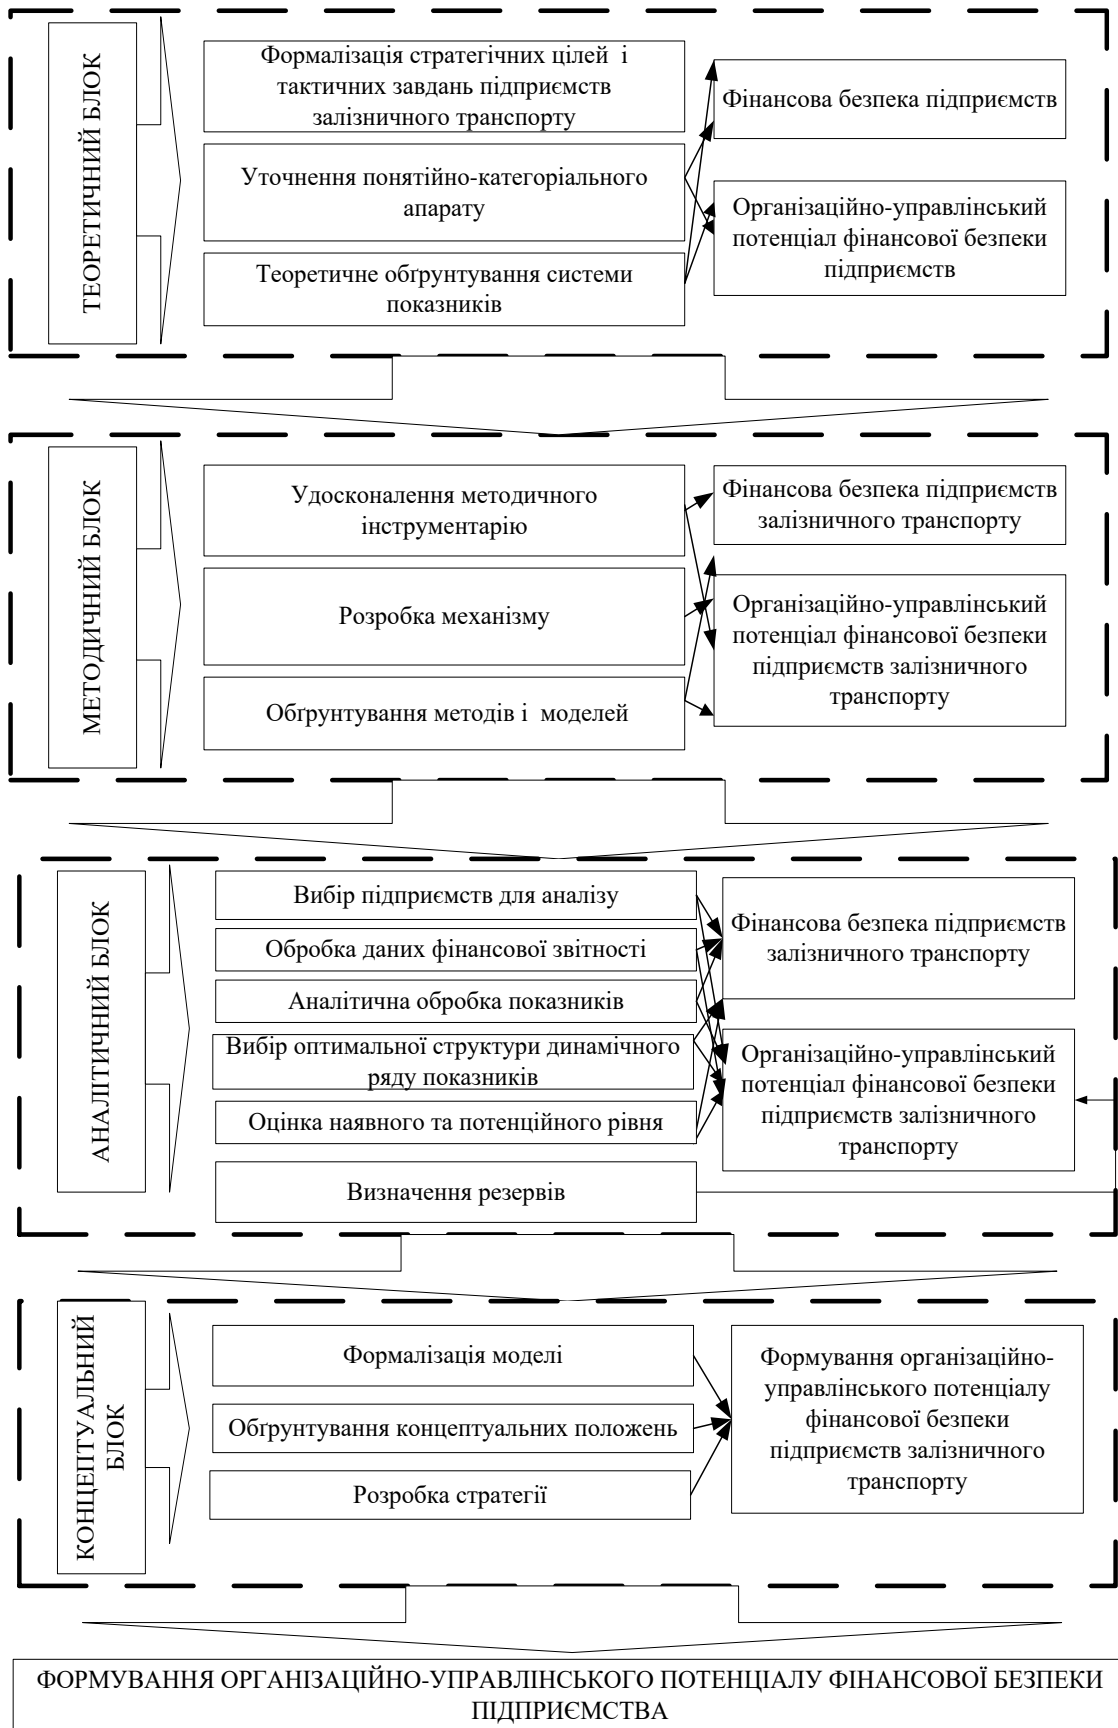 ТЕОРЕТИЧНИЙ БЛОК
Формалізація стратегічних цілей і
тактичних завдань підприємств
залізничного транспорту
Уточнення понятійно-категоріального
апарату
Теоретичне обґрунтування системи
показників
Фінансова безпека підприємств
Організаційно-управлінський
потенціал фінансової безпеки
підприємств
МЕТОДИЧНИЙ БЛОК
Удосконалення методичного
інструментарію
Розробка механізму
Обґрунтування методів і моделей
Фінансова безпека підприємств
залізничного транспорту
Організаційно-управлінський
потенціал фінансової безпеки
підприємств залізничного
транспорту
АНАЛІТИЧНИЙ БЛОК
Вибір підприємств для аналізу
Обробка даних фінансової звітності
Аналітична обробка показників
Вибір оптимальної структури динамічного
ряду показників
Оцінка наявного та потенційного рівня
Визначення резервів
Фінансова безпека підприємств
залізничного транспорту
Організаційно-управлінський
потенціал фінансової безпеки
підприємств залізничного
транспорту
КОНЦЕПТУАЛЬНИЙ
БЛОК
Формалізація моделі
Обґрунтування концептуальних положень
Розробка стратегії
Формування організаційно-
управлінського потенціалу
фінансової безпеки
підприємств залізничного
транспорту
ФОРМУВАННЯ ОРГАНІЗАЦІЙНО-УПРАВЛІНСЬКОГО ПОТЕНЦІАЛУ ФІНАНСОВОЇ БЕЗПЕКИ
ПІДПРИЄМСТВА